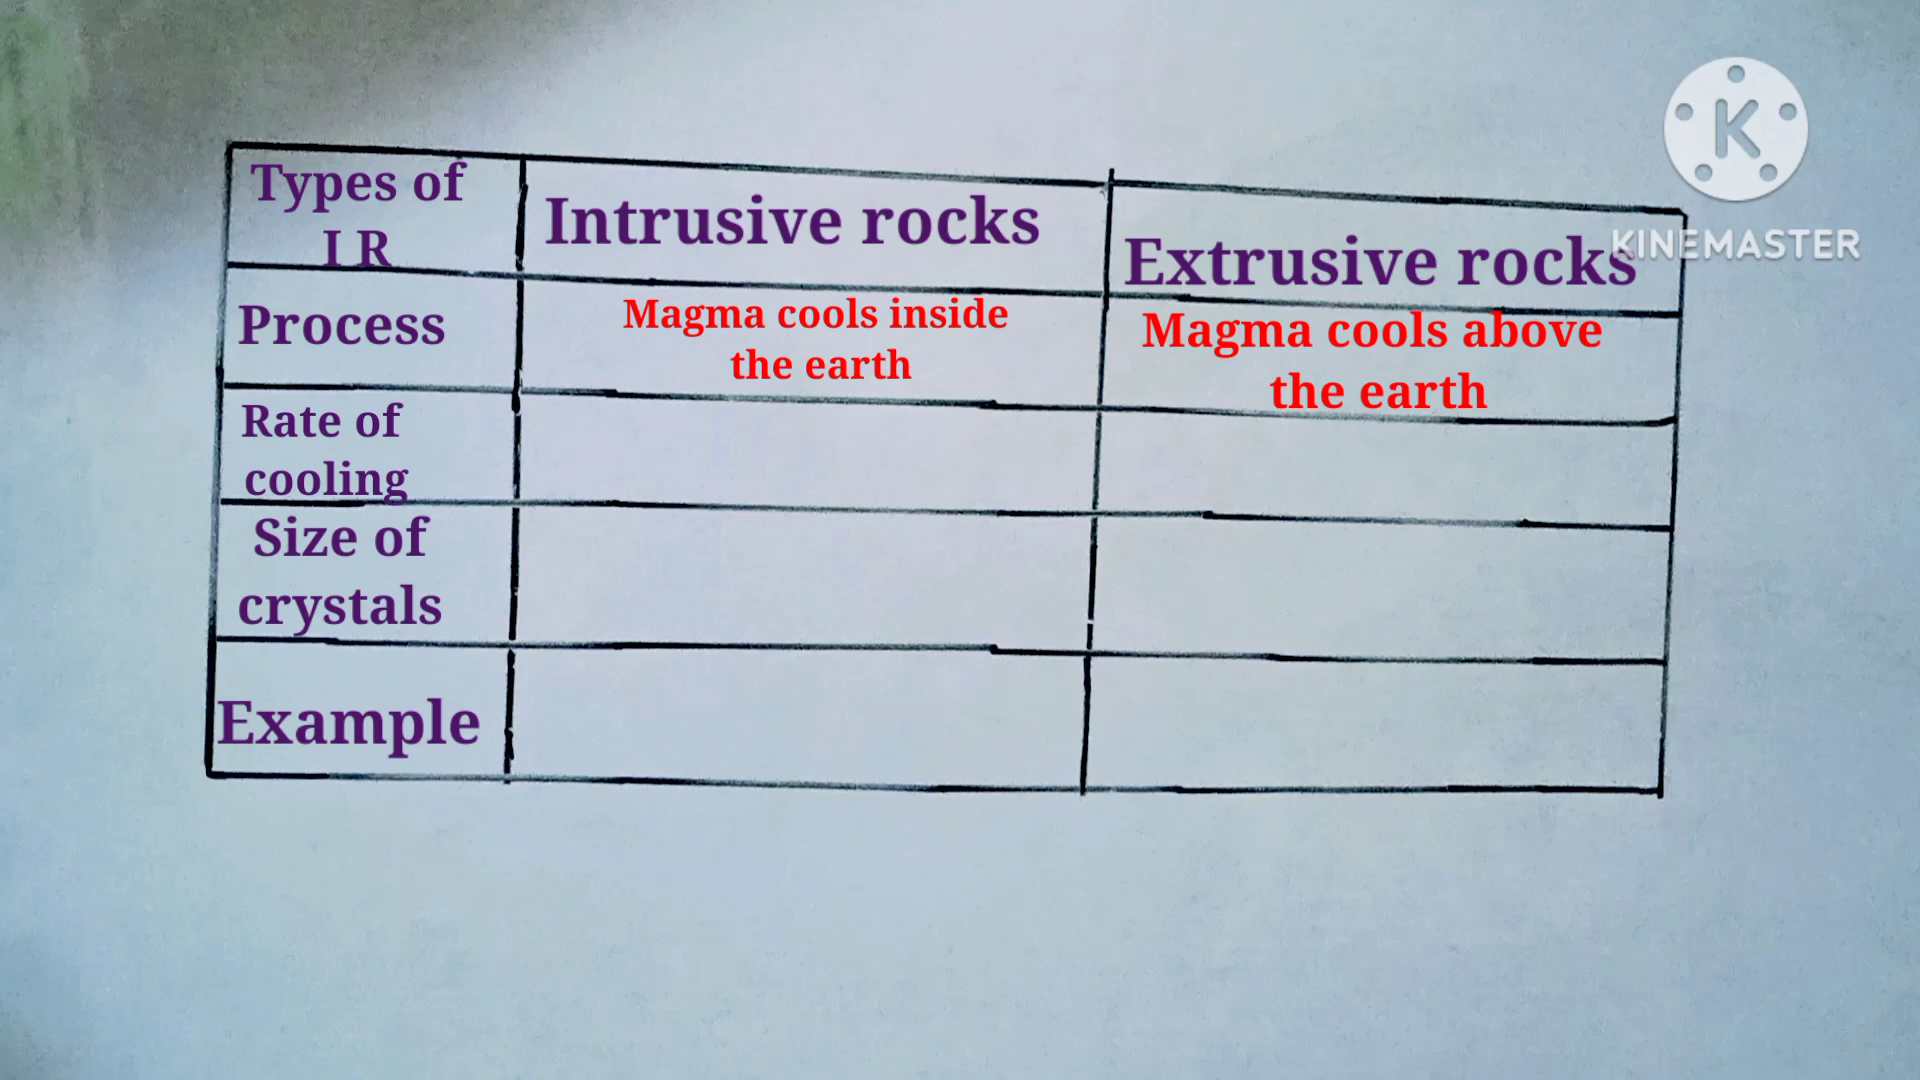 Types of
I R
Intrusive rocks
Extrusive rocks
Process
Magma cools inside
the earth
Magma cools above
the earth
Rate of
cooling
Size of
crystals
Example
K
KINEMASTER